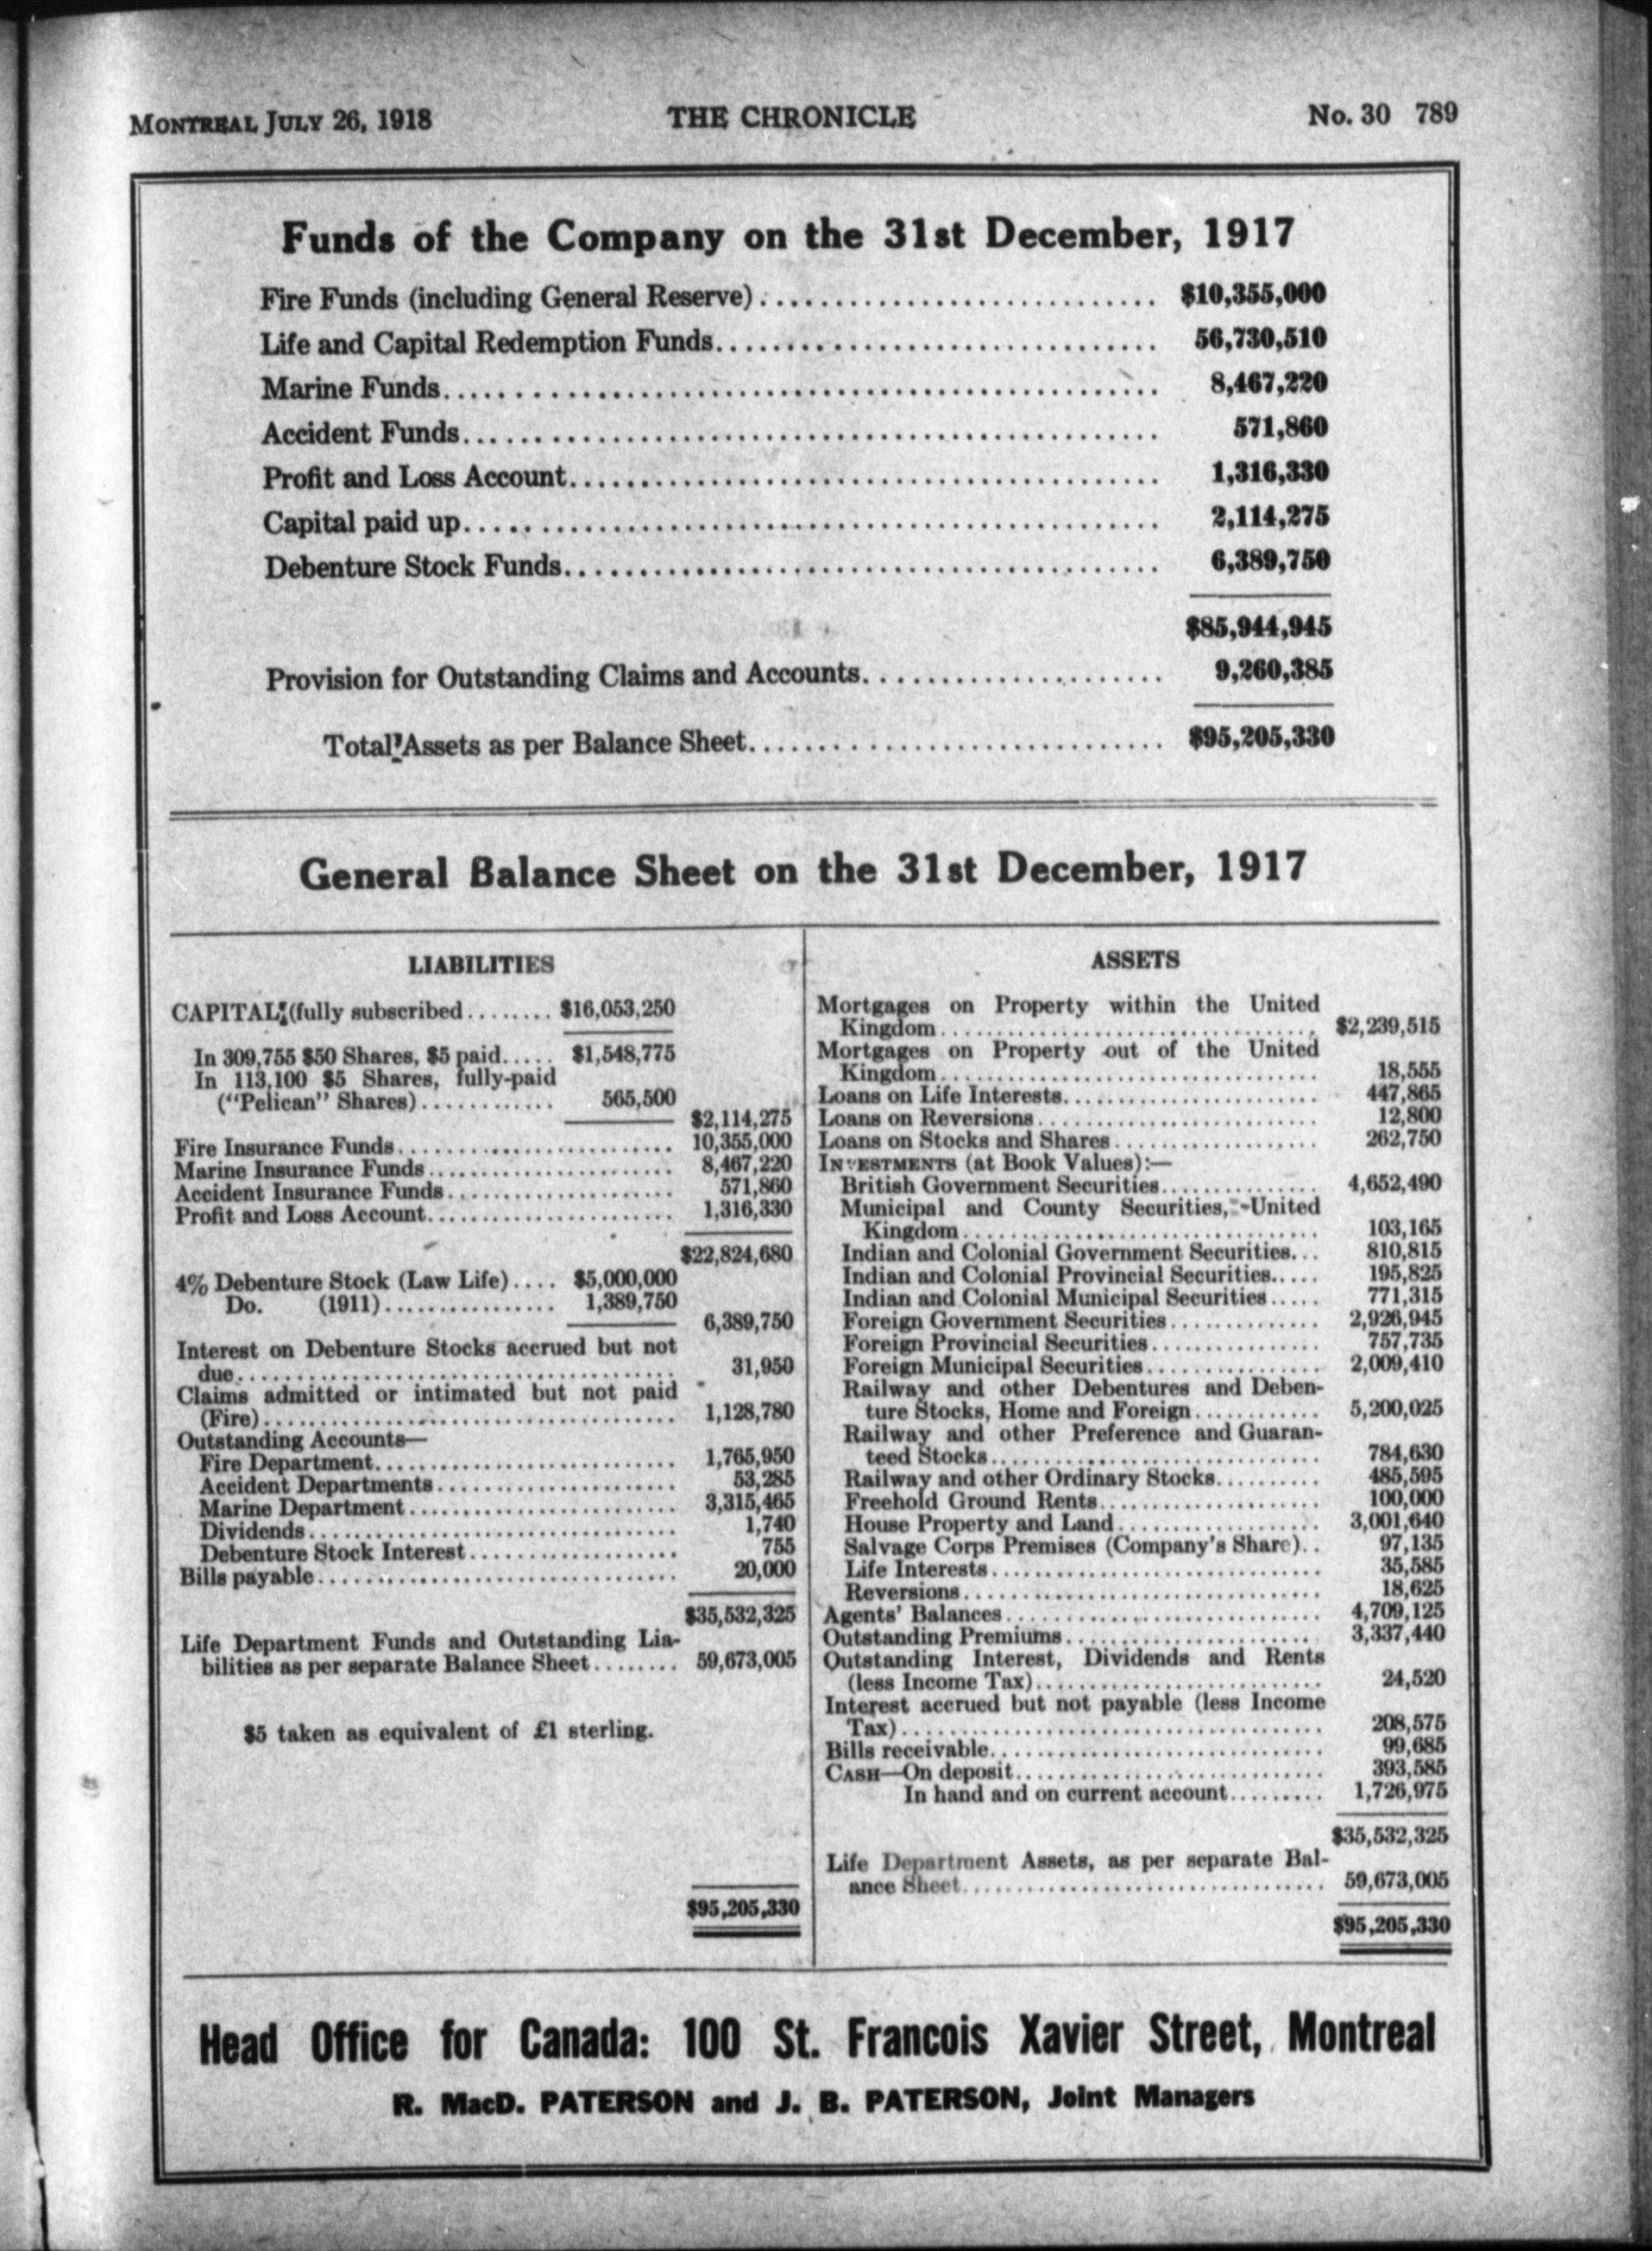 MONTREAL JULY 26, 1918 THE CHRONICLE No. 30 789
Funds of the Company on the 31st December, 1917
Fire Funds (including General Reserve) $10,355,000
Life and Capital Redemption Funds 56,730,510
Marine Funds 8,467,220
Accident Funds 571,860
Profit and Loss Account 1,316,330
Capital paid up 2,114,275
Debenture Stock Funds 6,389,750
$85,944,945
Provision for Outstanding Claims and Accounts 9,260,385
Total Assets as per Balance Sheet $95,205,330
General Balance Sheet on the 31st December, 1917
LIABILITIES
CAPITAL (fully subscribed $16,053,250
In 309,755 $50 Shares, $5 paid $1,548,775
In 113,100 $5 Shares, fully-paid
("Pelican" Shares) 565,500
$2,114,275
Fire Insurance Funds 10,355,000
Marine Insurance Funds 8,467,220
Accident Insurance Funds 571,860
Profit and Loss Account 1,316,330
$22,824,680
4% Debenture Stock (Law Life) $5,000,000
Do. (1911) 1,389,750
6,389,750
Interest on Debenture Stocks accrued but not
due 31,950
Claims admitted or intimated but not paid
(Fire) 1,128,780
Outstanding Accounts—
Fire Department 1,765,950
Accident Departments 53,285
Marine Department 3,315,465
Dividends 1,740
Debenture Stock Interest 755
Bills payable 20,000
$35,532,325
Life Department Funds and Outstanding Lia-
bilities as per separate Balance Sheet 59,673,005
$5 taken as equivalent of £1 sterling.
$95,205,330
ASSETS
Mortgages on Property within the United
Kingdom $2,239,515
Mortgages on Property out of the United
Kingdom 18,555
Loans on Life Interests 447,865
Loans on Reversions 12,800
Loans on Stocks and Shares 262,750
INVESTMENTS (at Book Values):—
British Government Securities 4,652,490
Municipal and County Securities, United
Kingdom 103,165
Indian and Colonial Government Securities 810,815
Indian and Colonial Provincial Securities 195,825
Indian and Colonial Municipal Securities 771,315
Foreign Government Securities 2,926,945
Foreign Provincial Securities 757,735
Foreign Municipal Securities 2,009,410
Railway and other Debentures and Deben-
ture Stocks, Home and Foreign 5,200,025
Railway and other Preference and Guaran-
teed Stocks 784,630
Railway and other Ordinary Stocks 485,595
Freehold Ground Rents 100,000
House Property and Land 3,001,640
Salvage Corps Premises (Company's Share) 97,135
Life Interests 35,585
Reversions 18,625
Agents' Balances 4,709,125
Outstanding Premiums 3,337,440
Outstanding Interest, Dividends and Rents
(less Income Tax) 24,520
Interest accrued but not payable (less Income
Tax) 208,575
Bills receivable 99,685
CASH—On deposit 393,585
In hand and on current account 1,726,975
$35,532,325
Life Department Assets, as per separate Bal-
ance Sheet 59,673,005
$95,205,330
Head Office for Canada: 100 St. Francois Xavier Street, Montreal
R. MacD. PATERSON and J. B. PATERSON, Joint Managers